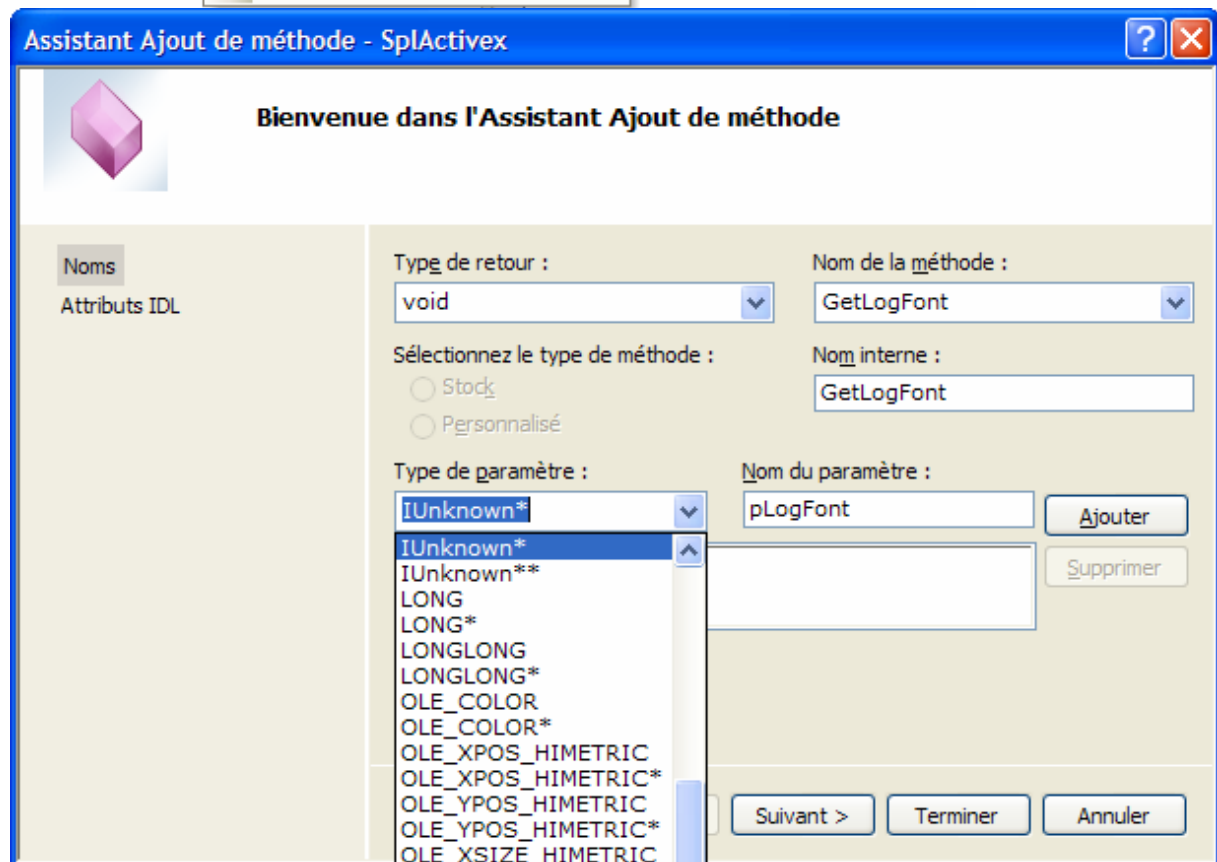 Assistant Ajout de méthode - SplActivex
Bienvenue dans l'Assistant Ajout de méthode
Noms
Attributs IDL
Type de retour :
Nom de la méthode :
void
GetLogFont
Sélectionnez le type de méthode :
Nom interne :
Stock
GetLogFont
Personnalisé
Type de paramètre :
Nom du paramètre :
IUnknown*
pLogFont
Ajouter
IUnknown*
Supprimer
IUnknown**
LONG
LONG*
LONGLONG
LONGLONG*
OLE_COLOR
OLE_COLOR*
OLE_XPOS_HIMETRIC
OLE_XPOS_HIMETRIC*
OLE_YPOS_HIMETRIC
OLE_YPOS_HIMETRIC*
OLE_XSIZE_HIMETRIC
Suivant >
Terminer
Annuler